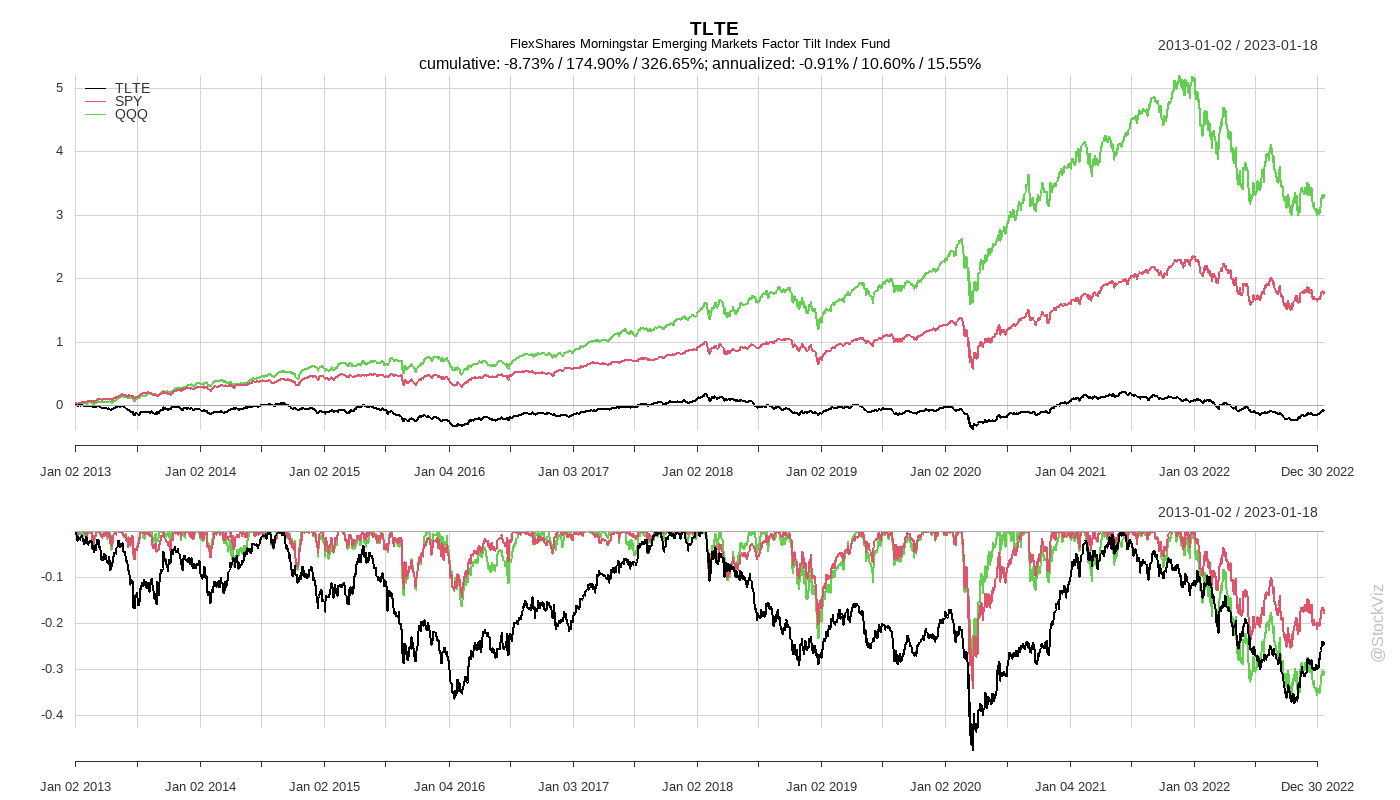 TLTE
FlexShares Morningstar Emerging Markets Factor Tilt Index Fund
2013-01-02 / 2023-01-18
cumulative: -8.73% / 174.90% / 326.65%; annualized: -0.91% / 10.60% / 15.55%
TLTE
SPY
QQQ
5
4
3
2
1
0
Jan 02 2013 Jan 02 2014 Jan 02 2015 Jan 04 2016 Jan 03 2017 Jan 02 2018 Jan 02 2019 Jan 02 2020 Jan 04 2021 Jan 03 2022 Dec 30 2022
2013-01-02 / 2023-01-18
-0.1
-0.2
-0.3
-0.4
Jan 02 2013 Jan 02 2014 Jan 02 2015 Jan 04 2016 Jan 03 2017 Jan 02 2018 Jan 02 2019 Jan 02 2020 Jan 04 2021 Jan 03 2022 Dec 30 2022
@StockViz